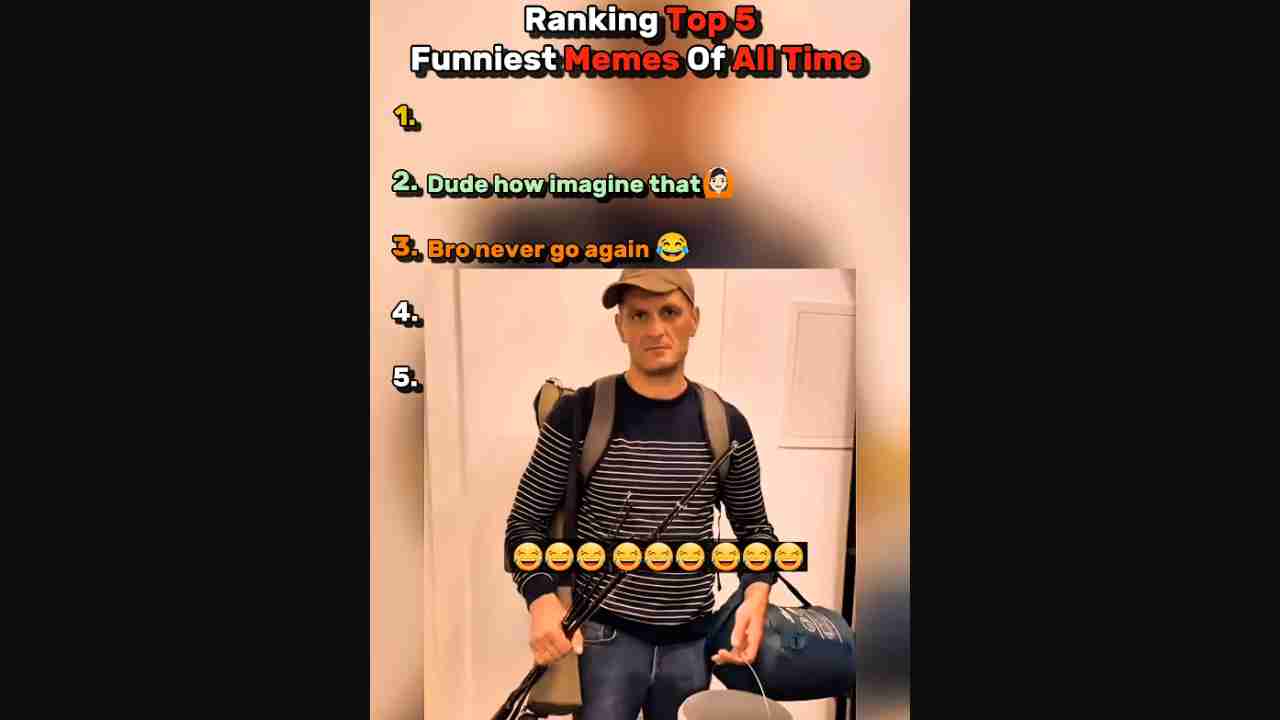 Ranking Top 5
Funniest Memes Of All Time
1.
2. Dude how imagine that🤷🏻
3. Bro never go again 😂
4.
5.
😂😂😂 😂😂😂 😂😂😂